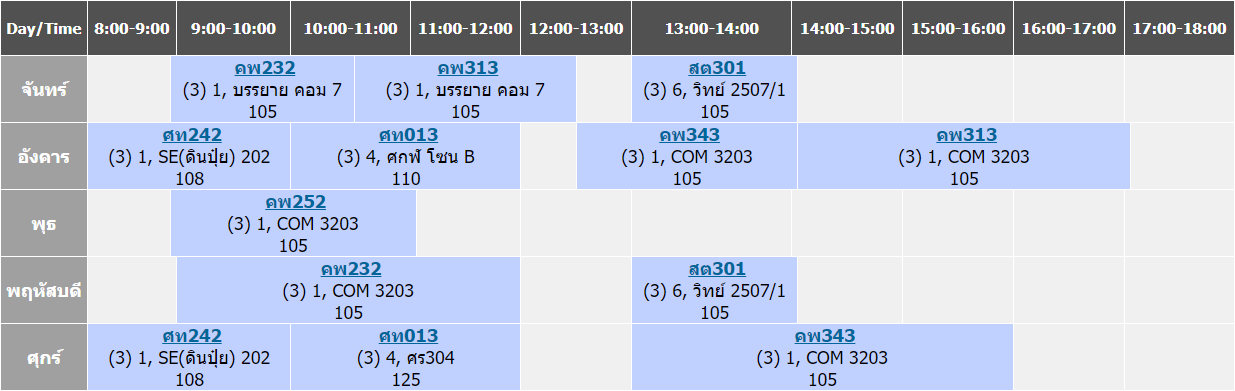 Day/Time 8:00-9:00 9:00-10:00 10:00-11:00 11:00-12:00 12:00-13:00 13:00-14:00 14:00-15:00 15:00-16:00 16:00-17:00 17:00-18:00
จันทร์
คพ232
(3) 1, บรรยาย คอม 7
105
คพ313
(3) 1, บรรยาย คอม 7
105
สต301
(3) 6, วิทย์ 2507/1
105
อังคาร
ศท242
(3) 1, SE(ดินปุ๋ย) 202
108
ศท013
(3) 4, ศกฬ โซน B
110
คพ343
(3) 1, COM 3203
105
คพ313
(3) 1, COM 3203
105
พุธ
คพ252
(3) 1, COM 3203
105
พฤหัสบดี
คพ232
(3) 1, COM 3203
105
สต301
(3) 6, วิทย์ 2507/1
105
ศุกร์
ศท242
(3) 1, SE(ดินปุ๋ย) 202
108
ศท013
(3) 4, ศร304
125
คพ343
(3) 1, COM 3203
105